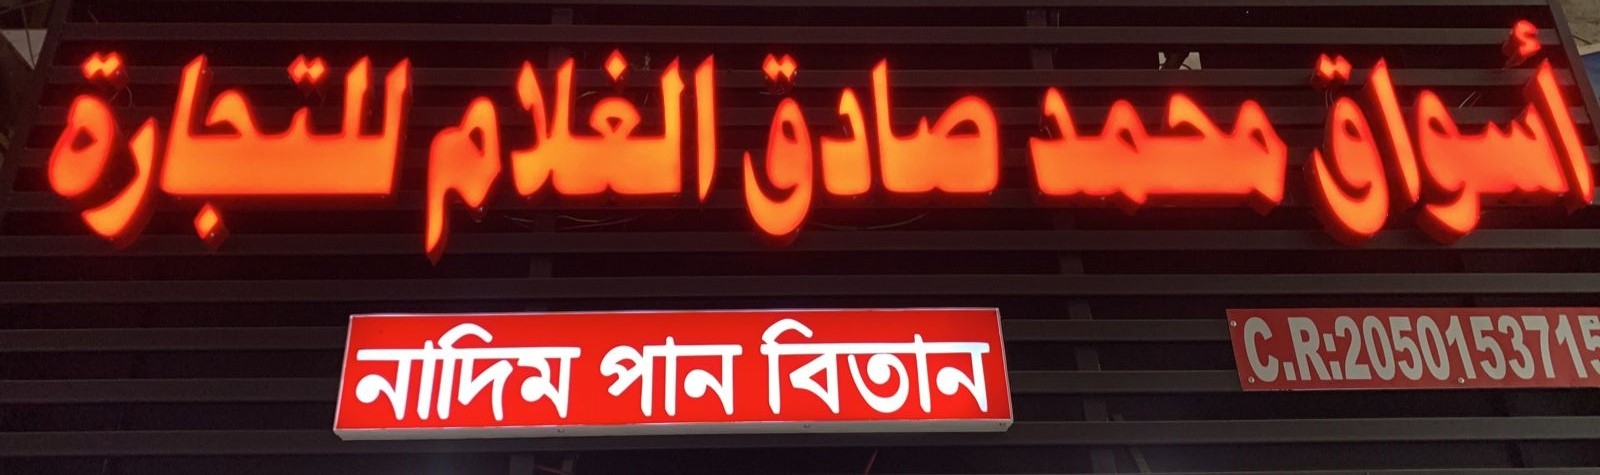 أسواق محمد صادق الغلام للتجارة
নাদিম পান বিতান
C.R:2050153715